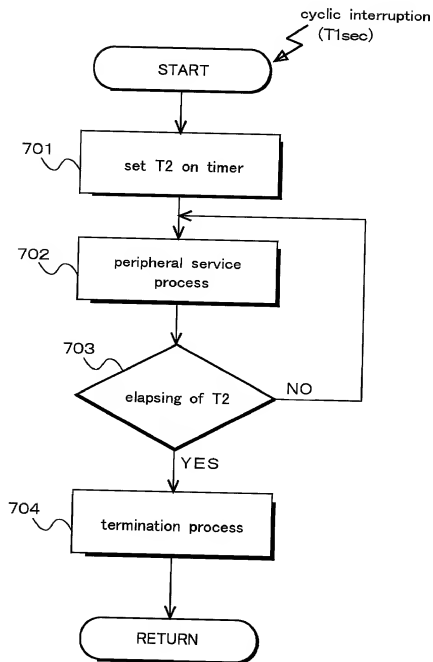 cyclic interruption
(T1sec)
START
701
set T2 on timer
702
peripheral service
process
703
elapsing of T2
NO
YES
704
termination process
RETURN